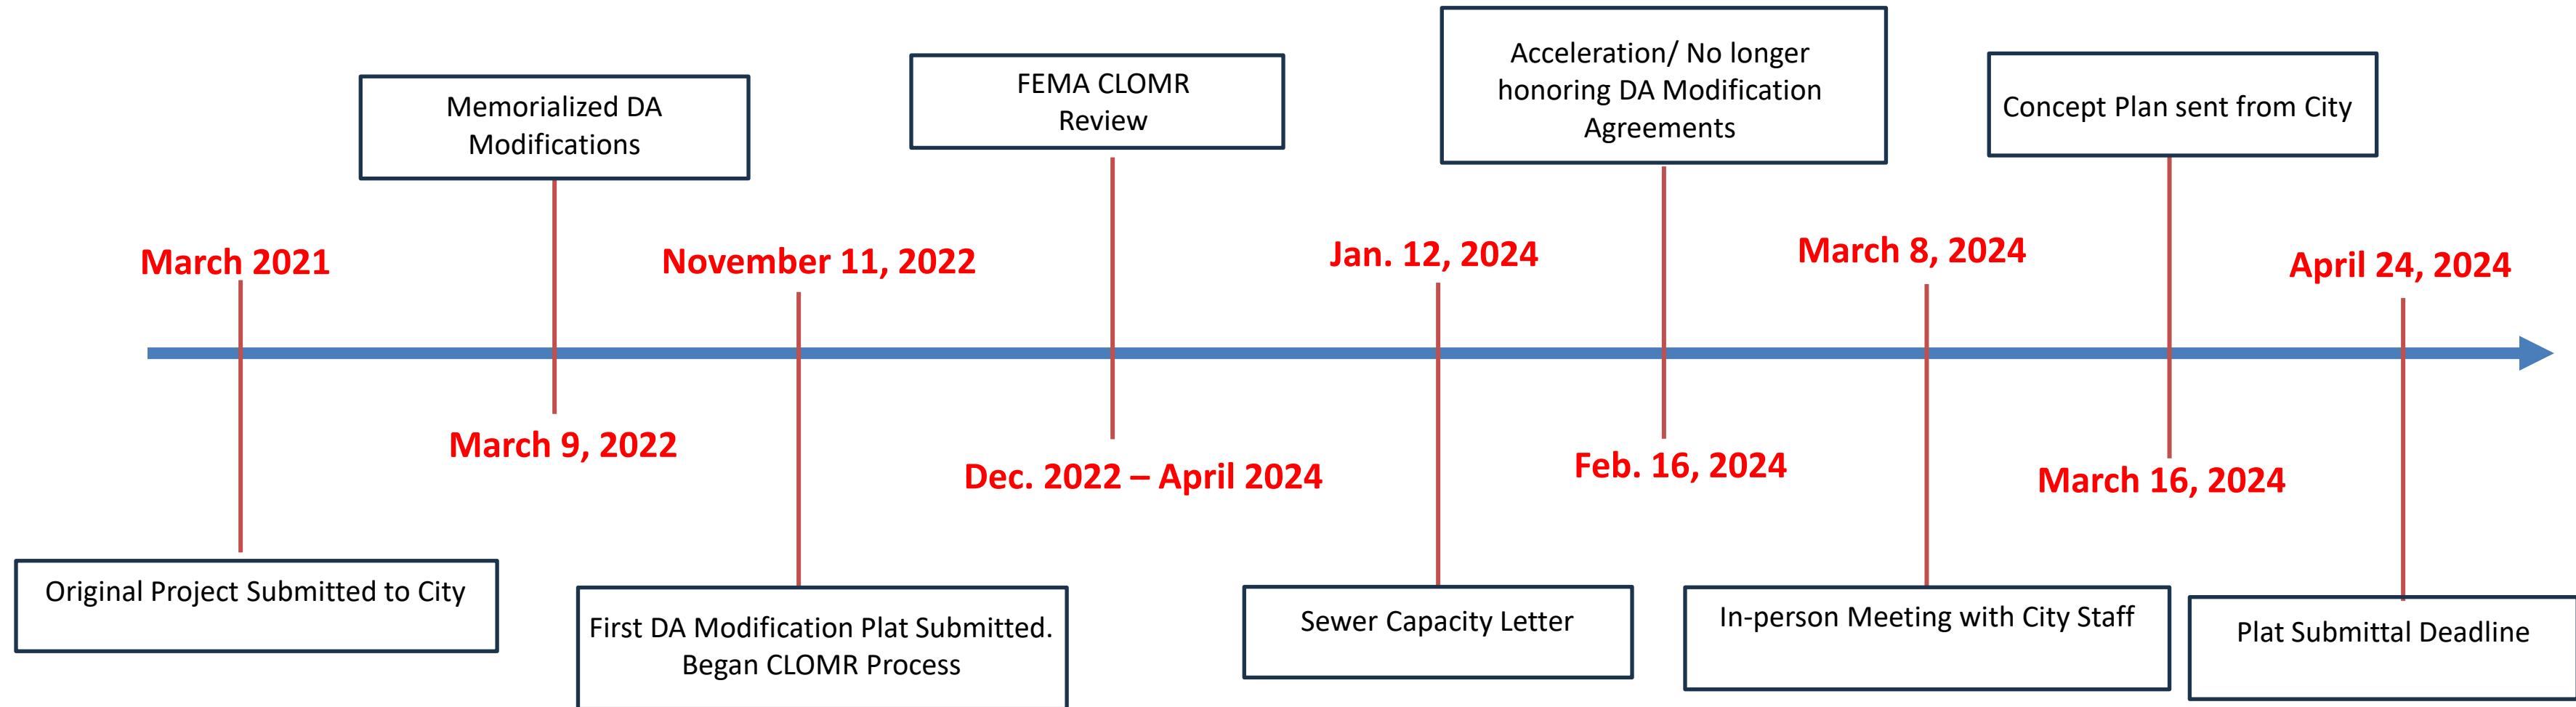 Acceleration/ No longer
honoring DA Modification
Agreements
FEMA CLOMR
Review
Memorialized DA
Modifications
Concept Plan sent from City
March 2021
November 11, 2022
Jan. 12, 2024
March 8, 2024
April 24, 2024
March 9, 2022
Dec. 2022 – April 2024
Feb. 16, 2024
March 16, 2024
Original Project Submitted to City
First DA Modification Plat Submitted.
Began CLOMR Process
Sewer Capacity Letter
In-person Meeting with City Staff
Plat Submittal Deadline